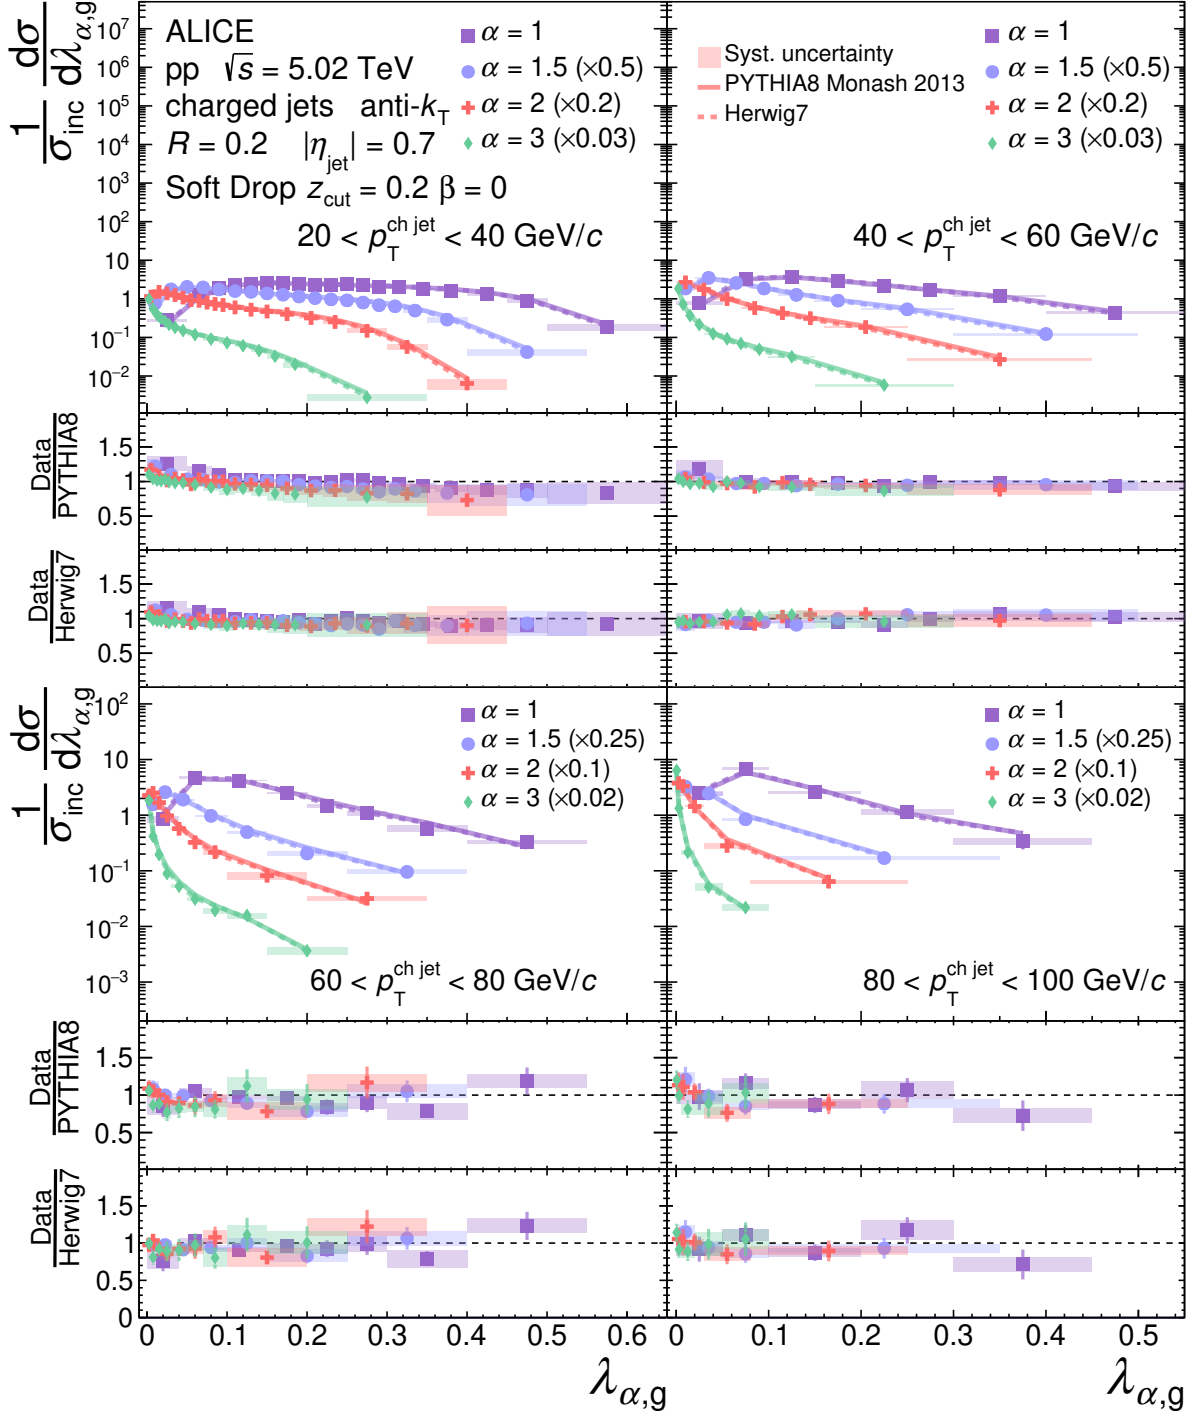 1/σinc dσ/dλα,g
ALICE
pp √s = 5.02 TeV
charged jets anti-kT
R = 0.2 |ηjet| = 0.7
Soft Drop zcut = 0.2 β = 0
20 < pT^ch jet < 40 GeV/c
α = 1
α = 1.5 (×0.5)
α = 2 (×0.2)
α = 3 (×0.03)
Syst. uncertainty
PYTHIA8 Monash 2013
Herwig7
α = 1
α = 1.5 (×0.5)
α = 2 (×0.2)
α = 3 (×0.03)
40 < pT^ch jet < 60 GeV/c
10^7
10^6
10^5
10^4
10^3
10^2
10
1
10^−1
10^−2
Data/PYTHIA8
1.5
1
0.5
Data/Herwig7
1.5
1
0.5
1/σinc dσ/dλα,g
10^2
10
1
10^−1
10^−2
10^−3
α = 1
α = 1.5 (×0.25)
α = 2 (×0.1)
α = 3 (×0.02)
60 < pT^ch jet < 80 GeV/c
α = 1
α = 1.5 (×0.25)
α = 2 (×0.1)
α = 3 (×0.02)
80 < pT^ch jet < 100 GeV/c
Data/PYTHIA8
1.5
1
0.5
Data/Herwig7
1.5
1
0.5
0
0 0.1 0.2 0.3 0.4 0.5 0.6
0 0.1 0.2 0.3 0.4 0.5
λα,g
λα,g